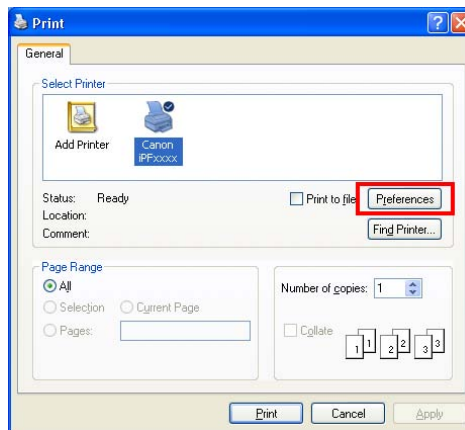 Print
General
Select Printer
Add Printer
Canon
iPFxxxx
Status: Ready
Print to file
Preferences
Location:
Comment:
Find Printer...
Page Range
All
Selection
Current Page
Pages:
Number of copies: 1
Collate
1 1 2 2 3 3
Print
Cancel
Apply